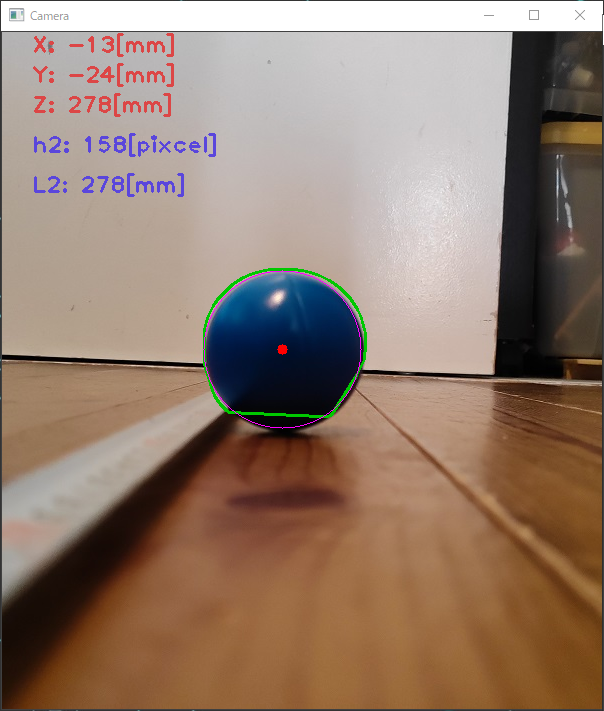 Camera
X: -13[mm]
Y: -24[mm]
Z: 278[mm]
h2: 158[pixcel]
L2: 278[mm]